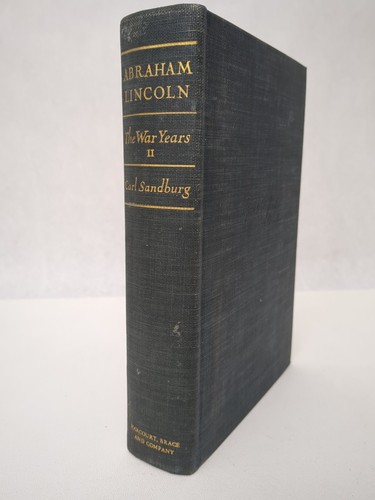 ABRAHAM
LINCOLN
The War Years
II
Carl Sandburg
HARCOURT, BRACE
AND COMPANY